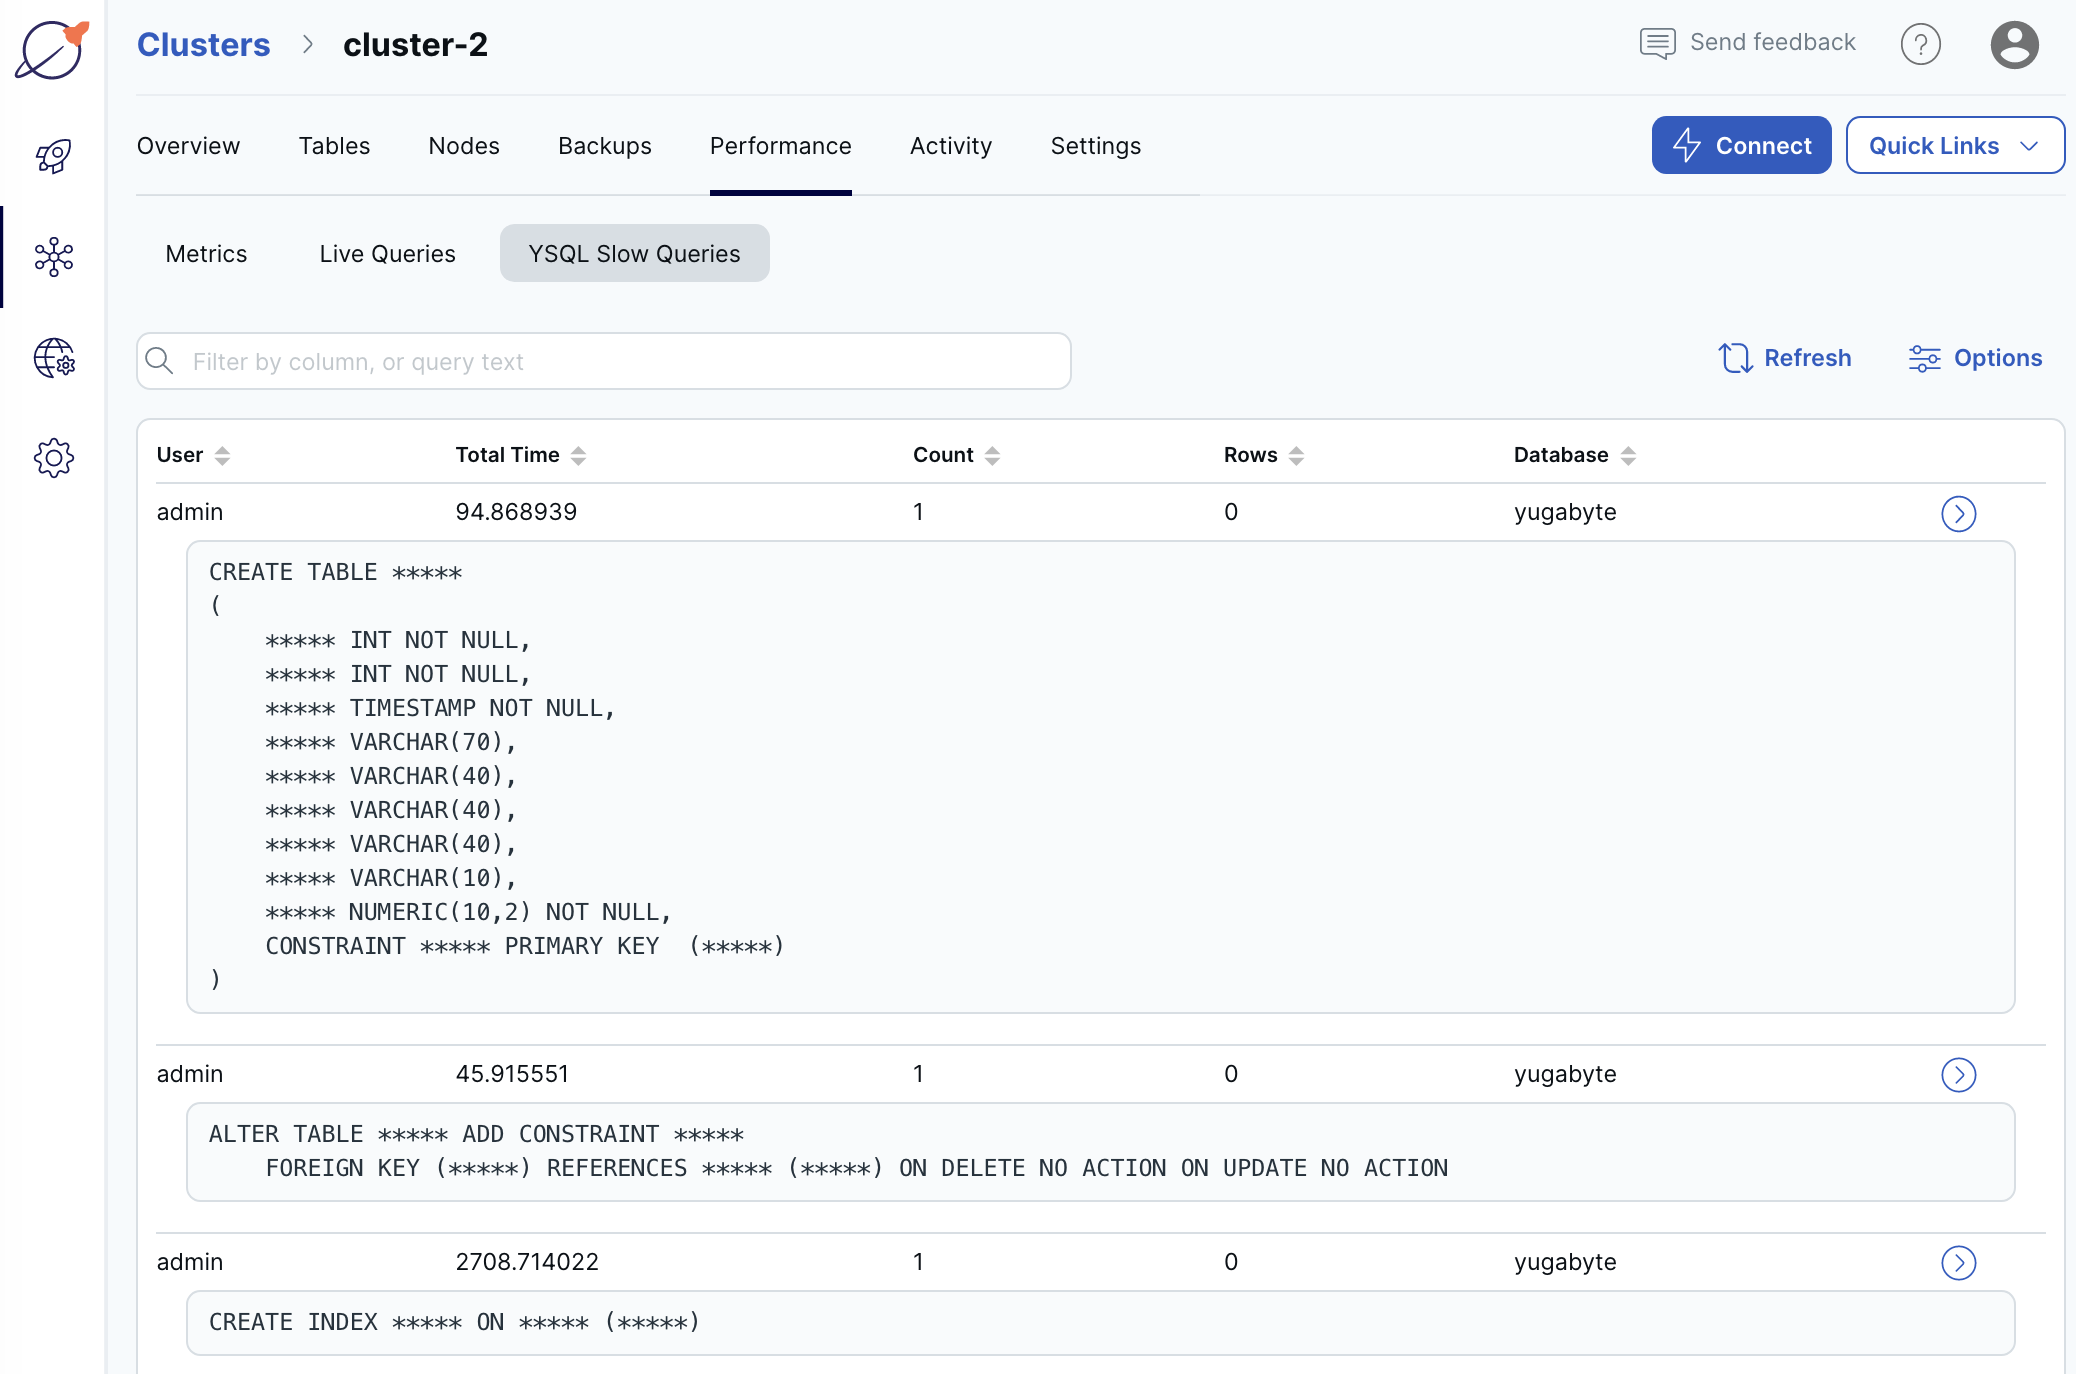 Clusters > cluster-2
Send feedback
?
Overview Tables Nodes Backups Performance Activity Settings
Connect Quick Links
Metrics Live Queries YSQL Slow Queries
Filter by column, or query text
Refresh Options
User Total Time Count Rows Database
admin 94.868939 1 0 yugabyte
CREATE TABLE *****
(
    ***** INT NOT NULL,
    ***** INT NOT NULL,
    ***** TIMESTAMP NOT NULL,
    ***** VARCHAR(70),
    ***** VARCHAR(40),
    ***** VARCHAR(40),
    ***** VARCHAR(40),
    ***** VARCHAR(10),
    ***** NUMERIC(10,2) NOT NULL,
    CONSTRAINT ***** PRIMARY KEY  (*****)
)
admin 45.915551 1 0 yugabyte
ALTER TABLE ***** ADD CONSTRAINT *****
    FOREIGN KEY (*****) REFERENCES ***** (*****) ON DELETE NO ACTION ON UPDATE NO ACTION
admin 2708.714022 1 0 yugabyte
CREATE INDEX ***** ON ***** (*****)